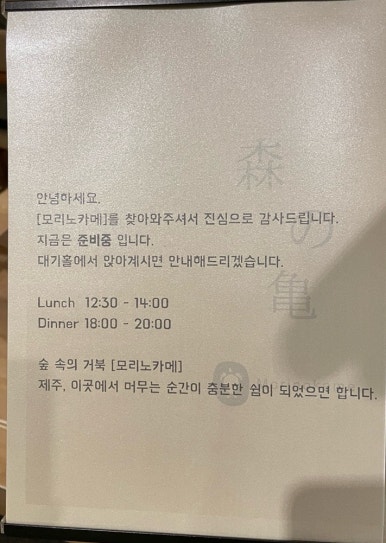 森の亀
안녕하세요.
[모리노카메]를 찾아와주셔서 진심으로 감사드립니다.
지금은 준비중 입니다.
대기홀에서 앉아계시면 안내해드리겠습니다.
Lunch 12:30 - 14:00
Dinner 18:00 - 20:00
숲 속의 거북 [모리노카메]
제주, 이곳에서 머무는 순간이 충분한 쉼이 되었으면 합니다.